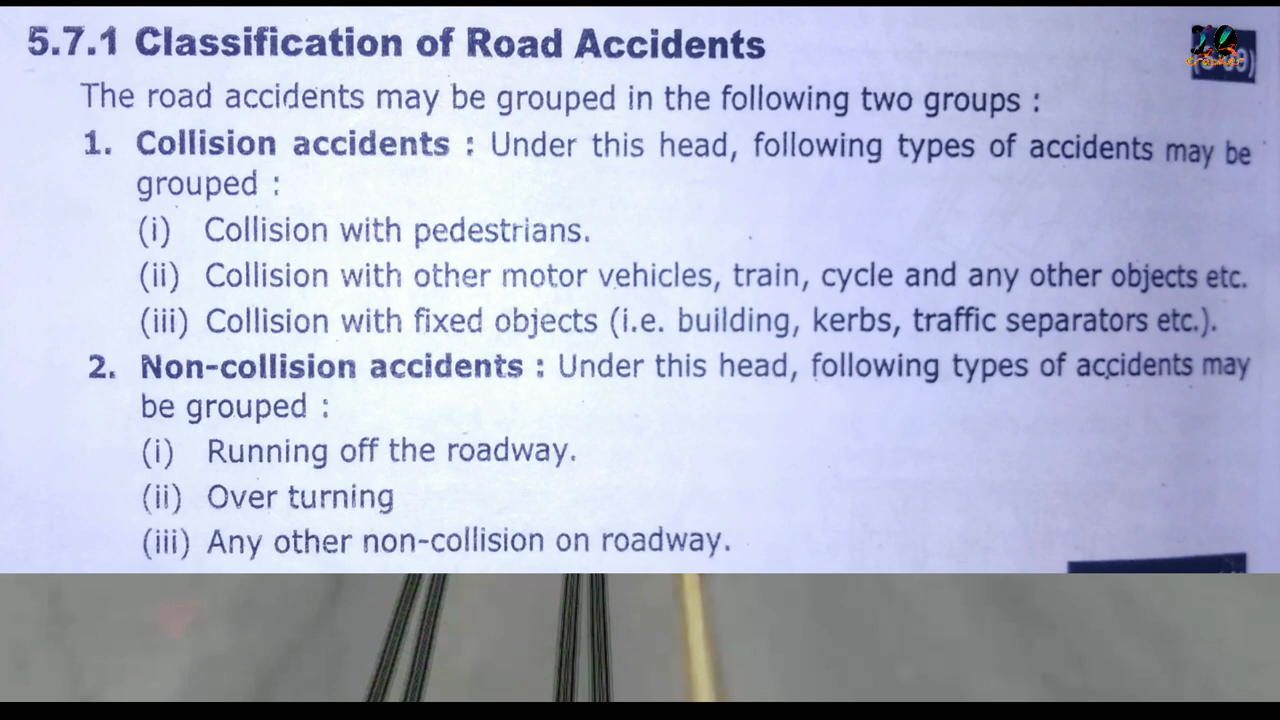 5.7.1 Classification of Road Accidents
The road accidents may be grouped in the following two groups :
1. Collision accidents : Under this head, following types of accidents may be
grouped :
(i) Collision with pedestrians.
(ii) Collision with other motor vehicles, train, cycle and any other objects etc.
(iii) Collision with fixed objects (i.e. building, kerbs, traffic separators etc.).
2. Non-collision accidents : Under this head, following types of accidents may
be grouped :
(i) Running off the roadway.
(ii) Over turning
(iii) Any other non-collision on roadway.